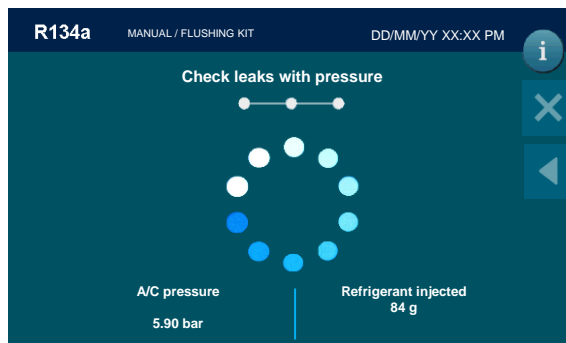 R134a MANUAL / FLUSHING KIT DD/MM/YY XX:XX PM
i
Check leaks with pressure
A/C pressure
5.90 bar
Refrigerant injected
84 g